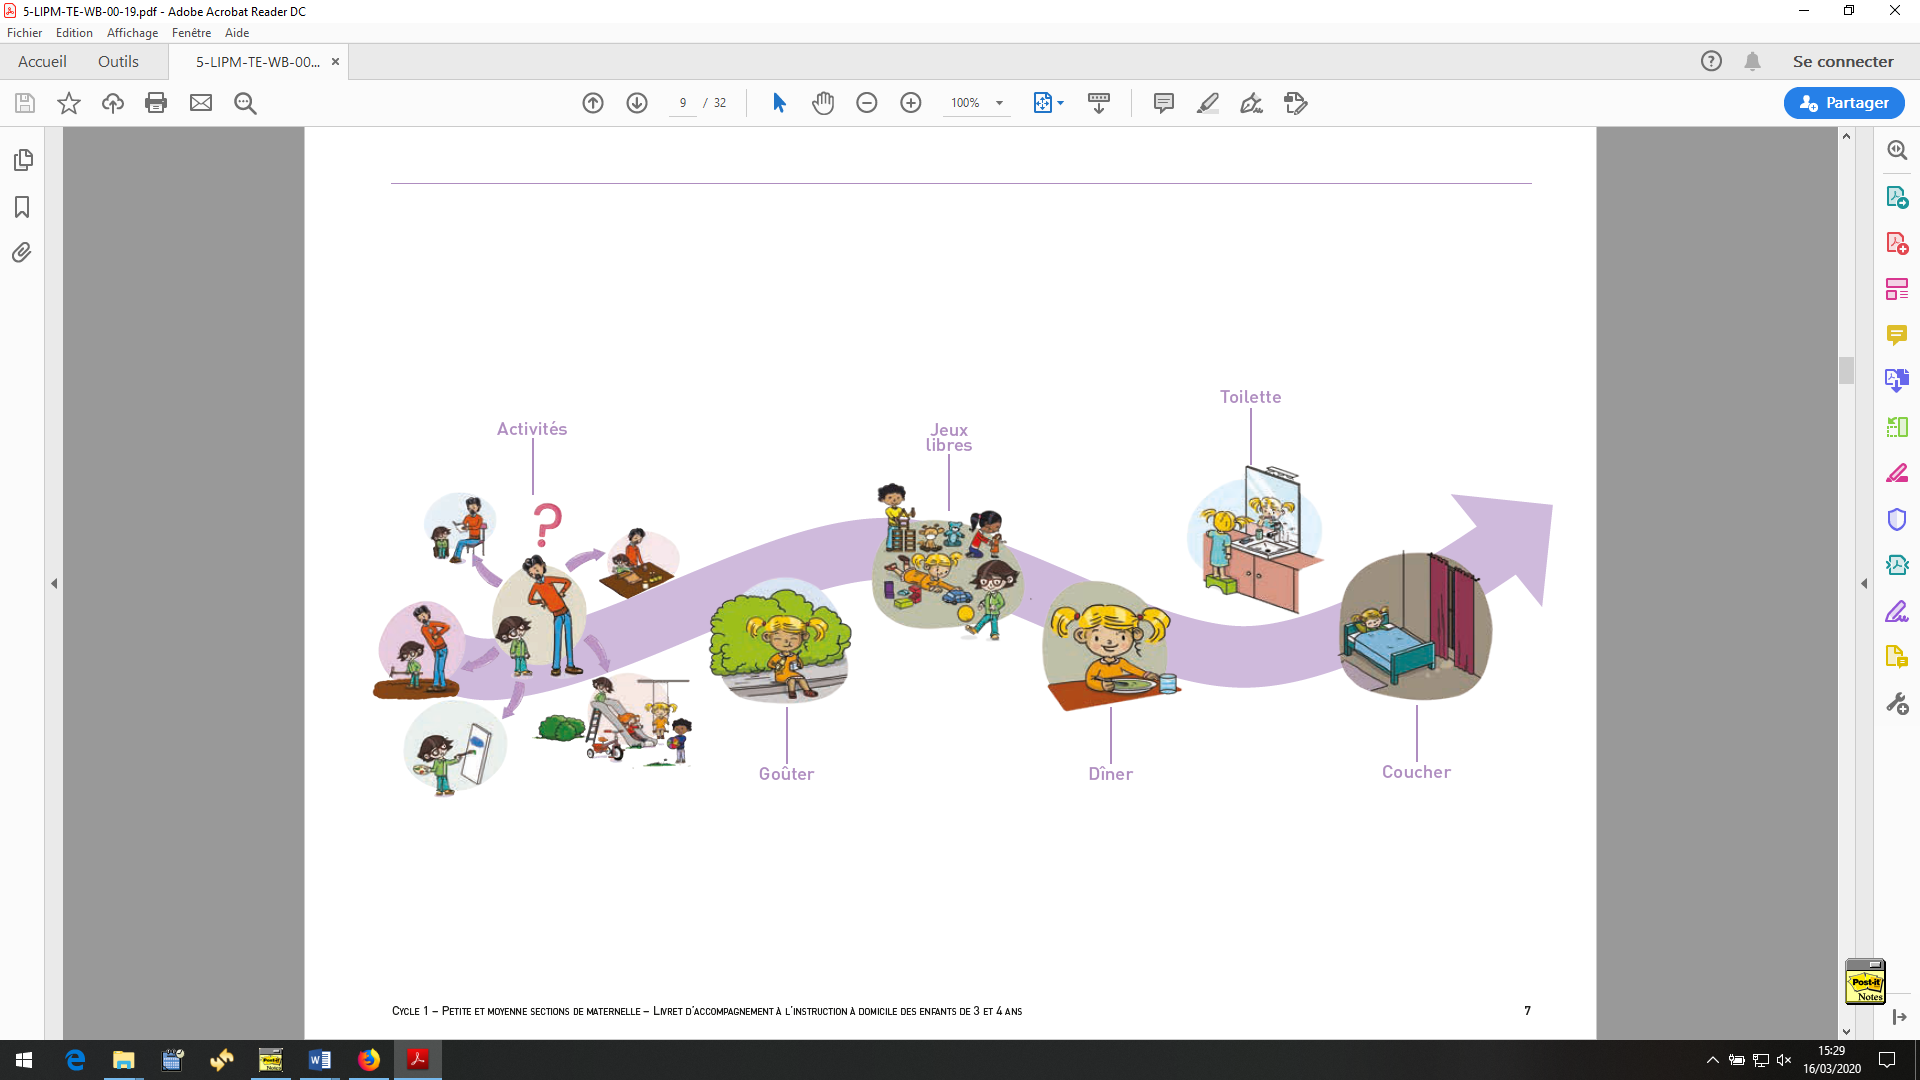 5-LIPM-TE-WB-00-19.pdf - Adobe Acrobat Reader DC
Fichier Edition Affichage Fenêtre Aide
Accueil Outils 5-LIPM-TE-WB-00... × Se connecter
9 / 32 100% Partager
Toilette
Activités
Jeux
libres
?
Goûter
Dîner
Coucher
Post-it
Notes
Cycle 1 – Petite et moyenne sections de maternelle – Livret d'accompagnement à l'instruction à domicile des enfants de 3 et 4 ans 7
15:29
16/03/2020